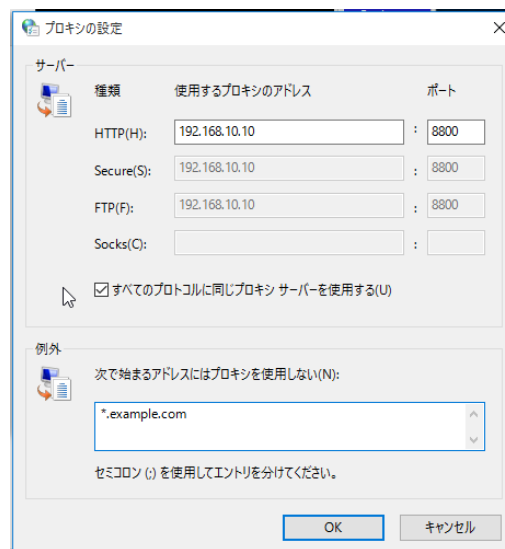 プロキシの設定
サーバー
種類 使用するプロキシのアドレス ポート
HTTP(H): 192.168.10.10 : 8800
Secure(S): 192.168.10.10 : 8800
FTP(F): 192.168.10.10 : 8800
Socks(C): :
すべてのプロトコルに同じプロキシ サーバーを使用する(U)
例外
次で始まるアドレスにはプロキシを使用しない(N):
*.example.com
セミコロン (;) を使用してエントリを分けてください。
OK キャンセル